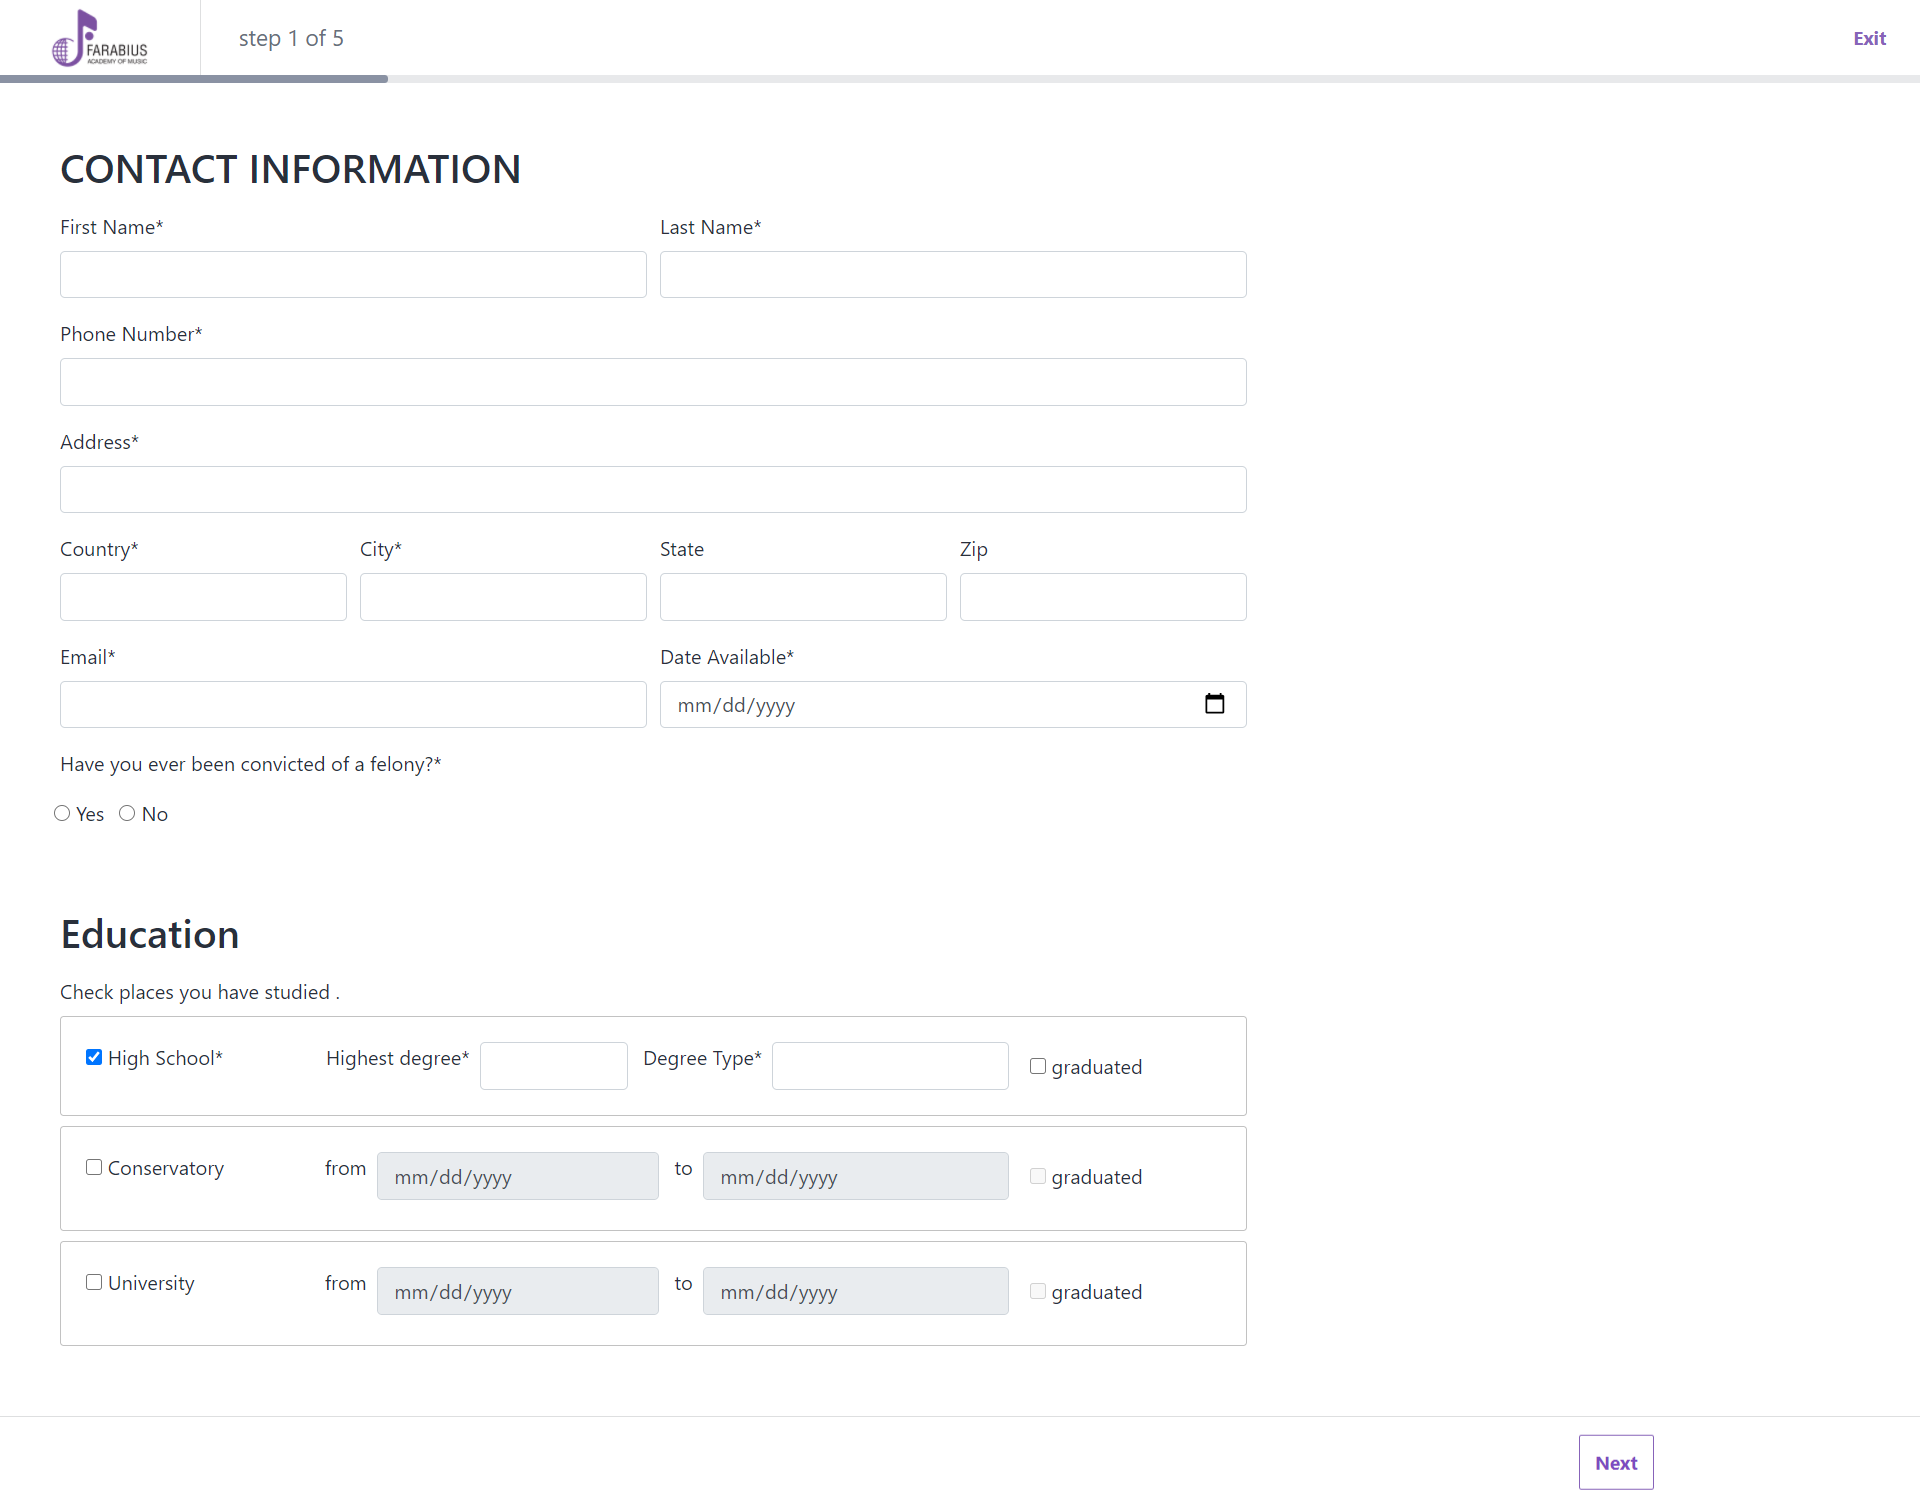 FARABIUS
ACADEMY OF MUSIC
step 1 of 5
Exit
CONTACT INFORMATION
First Name* Last Name*
Phone Number*
Address*
Country* City* State Zip
Email* Date Available*
mm/dd/yyyy
Have you ever been convicted of a felony?*
Yes No
Education
Check places you have studied .
High School* Highest degree* Degree Type* graduated
Conservatory from mm/dd/yyyy to mm/dd/yyyy graduated
University from mm/dd/yyyy to mm/dd/yyyy graduated
Next